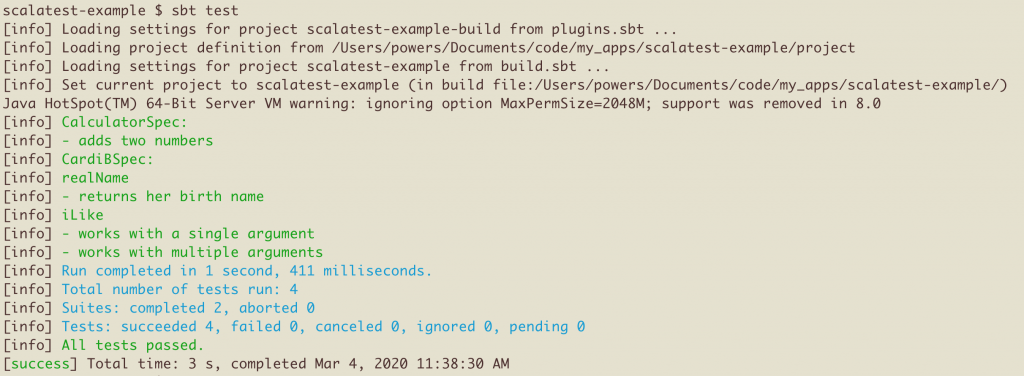 scalatest-example $ sbt test
[info] Loading settings for project scalatest-example-build from plugins.sbt ...
[info] Loading project definition from /Users/powers/Documents/code/my_apps/scalatest-example/project
[info] Loading settings for project scalatest-example from build.sbt ...
[info] Set current project to scalatest-example (in build file:/Users/powers/Documents/code/my_apps/scalatest-example/)
Java HotSpot(TM) 64-Bit Server VM warning: ignoring option MaxPermSize=2048M; support was removed in 8.0
[info] CalculatorSpec:
[info] - adds two numbers
[info] CardiBSpec:
[info] realName
[info] - returns her birth name
[info] iLike
[info] - works with a single argument
[info] - works with multiple arguments
[info] Run completed in 1 second, 411 milliseconds.
[info] Total number of tests run: 4
[info] Suites: completed 2, aborted 0
[info] Tests: succeeded 4, failed 0, canceled 0, ignored 0, pending 0
[info] All tests passed.
[success] Total time: 3 s, completed Mar 4, 2020 11:38:30 AM